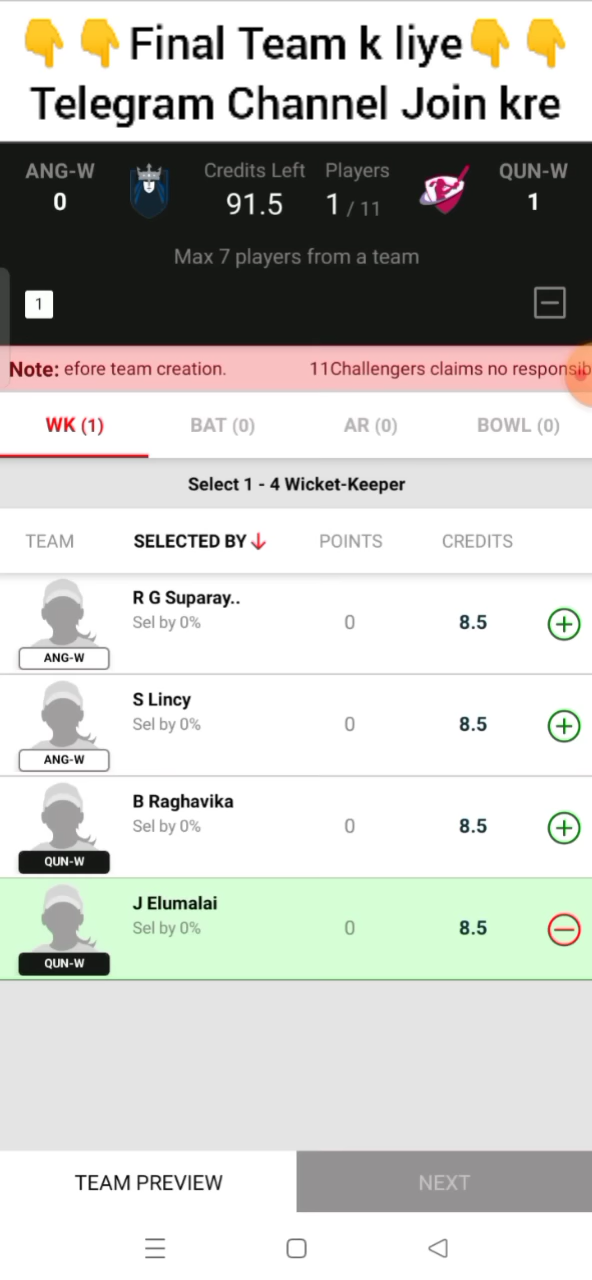 👇👇Final Team k liye👇👇
Telegram Channel Join kre
ANG-W Credits Left Players QUN-W
0 91.5 1 / 11 1
Max 7 players from a team
1
Note: efore team creation. 11Challengers claims no responsib
WK (1) BAT (0) AR (0) BOWL (0)
Select 1 - 4 Wicket-Keeper
TEAM SELECTED BY POINTS CREDITS
R G Suparay..
Sel by 0% 0 8.5
ANG-W
S Lincy
Sel by 0% 0 8.5
ANG-W
B Raghavika
Sel by 0% 0 8.5
QUN-W
J Elumalai
Sel by 0% 0 8.5
QUN-W
TEAM PREVIEW NEXT